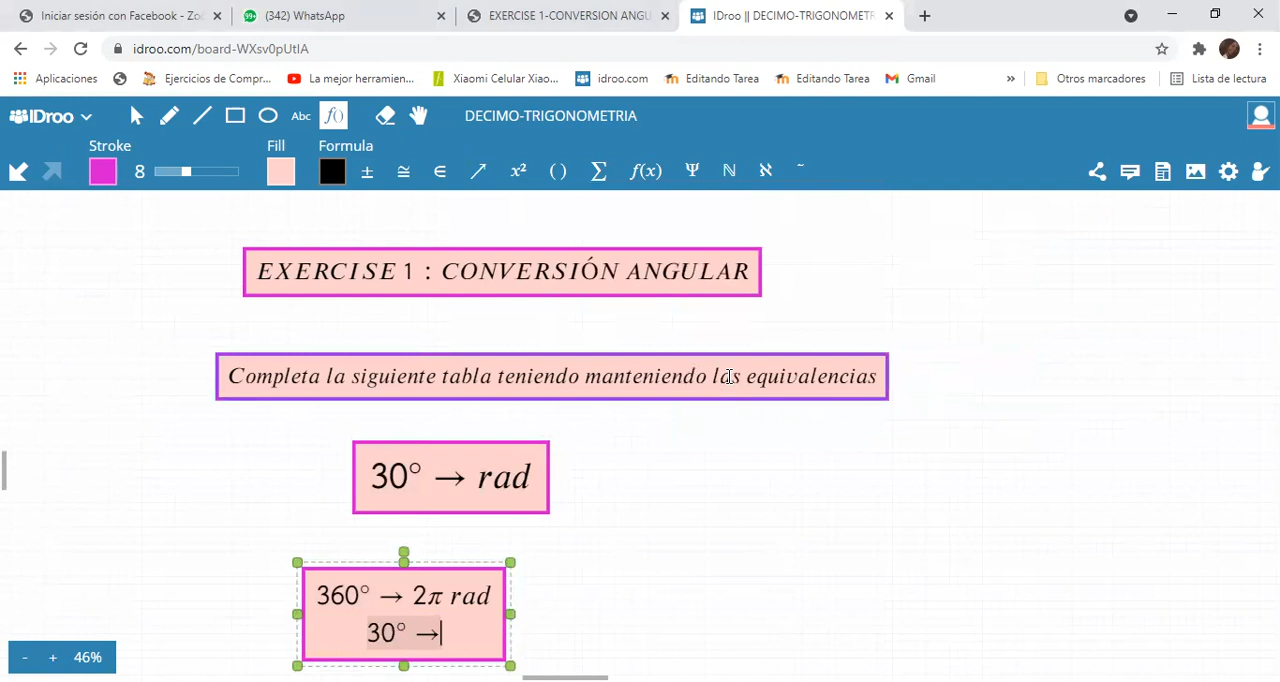 Iniciar sesión con Facebook - Zoo
(342) WhatsApp
EXERCISE 1-CONVERSION ANGU
IDroo || DECIMO-TRIGONOMETR
idroo.com/board-WXsv0pUtIA
Aplicaciones
Ejercicios de Compr...
La mejor herramien...
Xiaomi Celular Xiao...
idroo.com
Editando Tarea
Editando Tarea
Gmail
»
Otros marcadores
Lista de lectura
IDroo
Abc
f()
DECIMO-TRIGONOMETRIA
Stroke
Fill
Formula
8
± ≅ ∈ x² ( ) ∑ f(x) Ψ ℕ ℵ ~
EXERCISE 1 : CONVERSIÓN ANGULAR
Completa la siguiente tabla teniendo manteniendo las equivalencias
30° → rad
360° → 2π rad
30° →
- + 46%